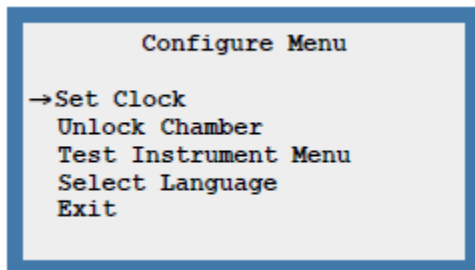 Configure Menu
→Set Clock
Unlock Chamber
Test Instrument Menu
Select Language
Exit